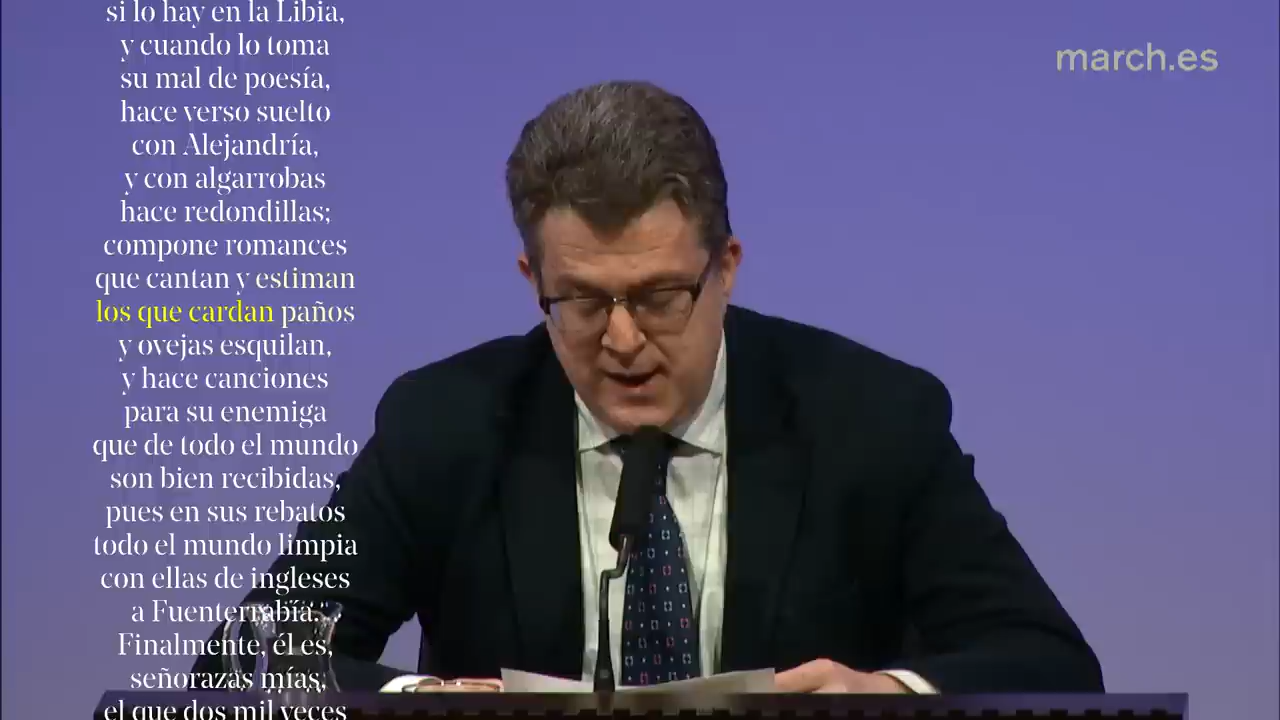 si lo hay en la Libia,
y cuando lo toma
su mal de poesía,
hace verso suelto
con Alejandría,
y con algarrobas
hace redondillas;
compone romances
que cantan y estiman
los que cardan paños
y ovejas esquilan,
y hace canciones
para su enemiga
que de todo el mundo
son bien recibidas,
pues en sus rebatos
todo el mundo limpia
con ellas de ingleses
a Fuenterrabía.
Finalmente, él es,
señorazas mías,
el que dos mil veces
march.es